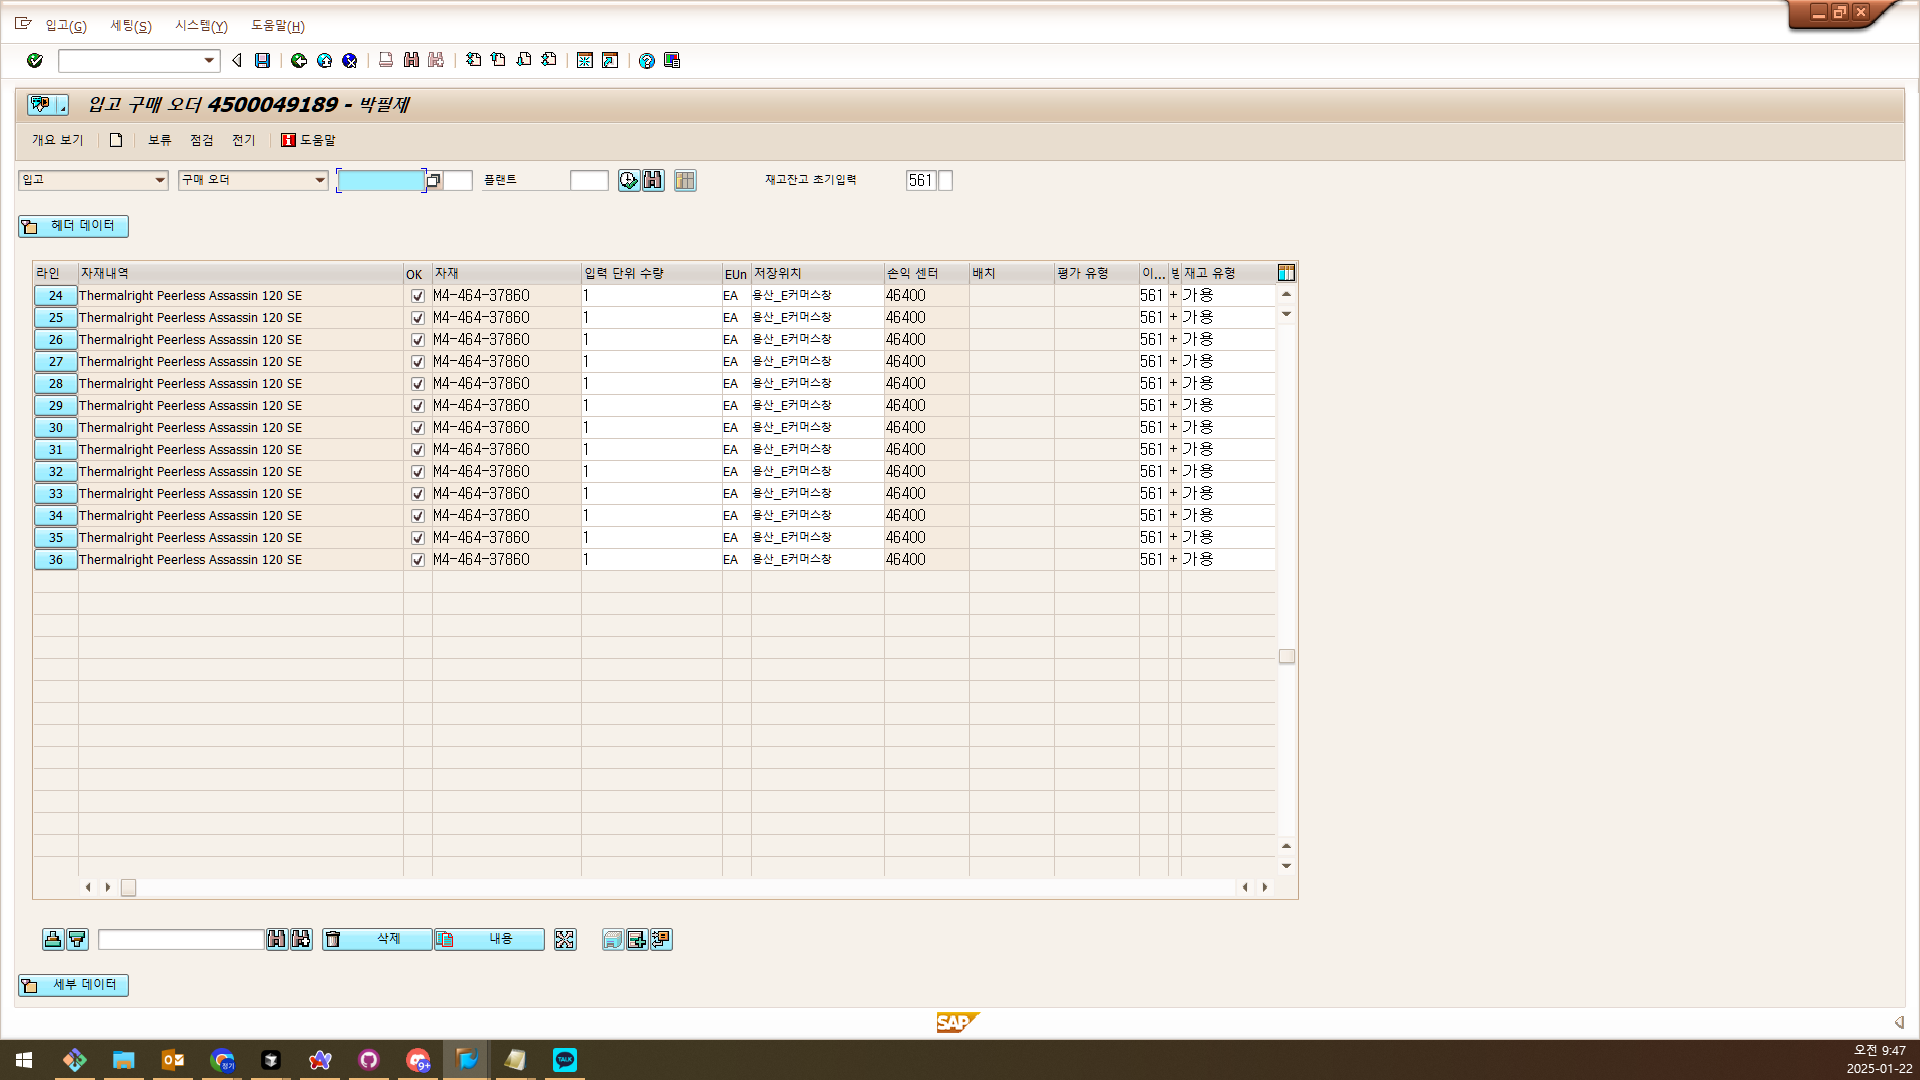 입고(G) 세팅(S) 시스템(Y) 도움말(H)
입고 구매 오더 4500049189 - 박필제
개요 보기 보류 점검 전기 도움말
입고 구매 오더 플랜트 재고잔고 초기입력 561
헤더 데이터
라인 자재내역 OK 자재 입력 단위 수량 EUn 저장위치 손익 센터 배치 평가 유형 이... 재고 유형
24 Thermalright Peerless Assassin 120 SE M4-464-37860 1 EA 용산_E커머스창 46400 561 + 가용
25 Thermalright Peerless Assassin 120 SE M4-464-37860 1 EA 용산_E커머스창 46400 561 + 가용
26 Thermalright Peerless Assassin 120 SE M4-464-37860 1 EA 용산_E커머스창 46400 561 + 가용
27 Thermalright Peerless Assassin 120 SE M4-464-37860 1 EA 용산_E커머스창 46400 561 + 가용
28 Thermalright Peerless Assassin 120 SE M4-464-37860 1 EA 용산_E커머스창 46400 561 + 가용
29 Thermalright Peerless Assassin 120 SE M4-464-37860 1 EA 용산_E커머스창 46400 561 + 가용
30 Thermalright Peerless Assassin 120 SE M4-464-37860 1 EA 용산_E커머스창 46400 561 + 가용
31 Thermalright Peerless Assassin 120 SE M4-464-37860 1 EA 용산_E커머스창 46400 561 + 가용
32 Thermalright Peerless Assassin 120 SE M4-464-37860 1 EA 용산_E커머스창 46400 561 + 가용
33 Thermalright Peerless Assassin 120 SE M4-464-37860 1 EA 용산_E커머스창 46400 561 + 가용
34 Thermalright Peerless Assassin 120 SE M4-464-37860 1 EA 용산_E커머스창 46400 561 + 가용
35 Thermalright Peerless Assassin 120 SE M4-464-37860 1 EA 용산_E커머스창 46400 561 + 가용
36 Thermalright Peerless Assassin 120 SE M4-464-37860 1 EA 용산_E커머스창 46400 561 + 가용
삭제 내용
세부 데이터
SAP
정기 9+ TALK
오전 9:47
2025-01-22